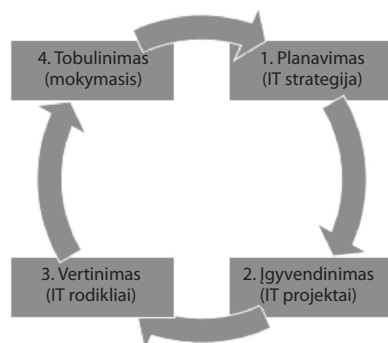 4. Tobulinimas
(mokymasis)
1. Planavimas
(IT strategija)
3. Vertinimas
(IT rodikliai)
2. Įgyvendinimas
(IT projektai)